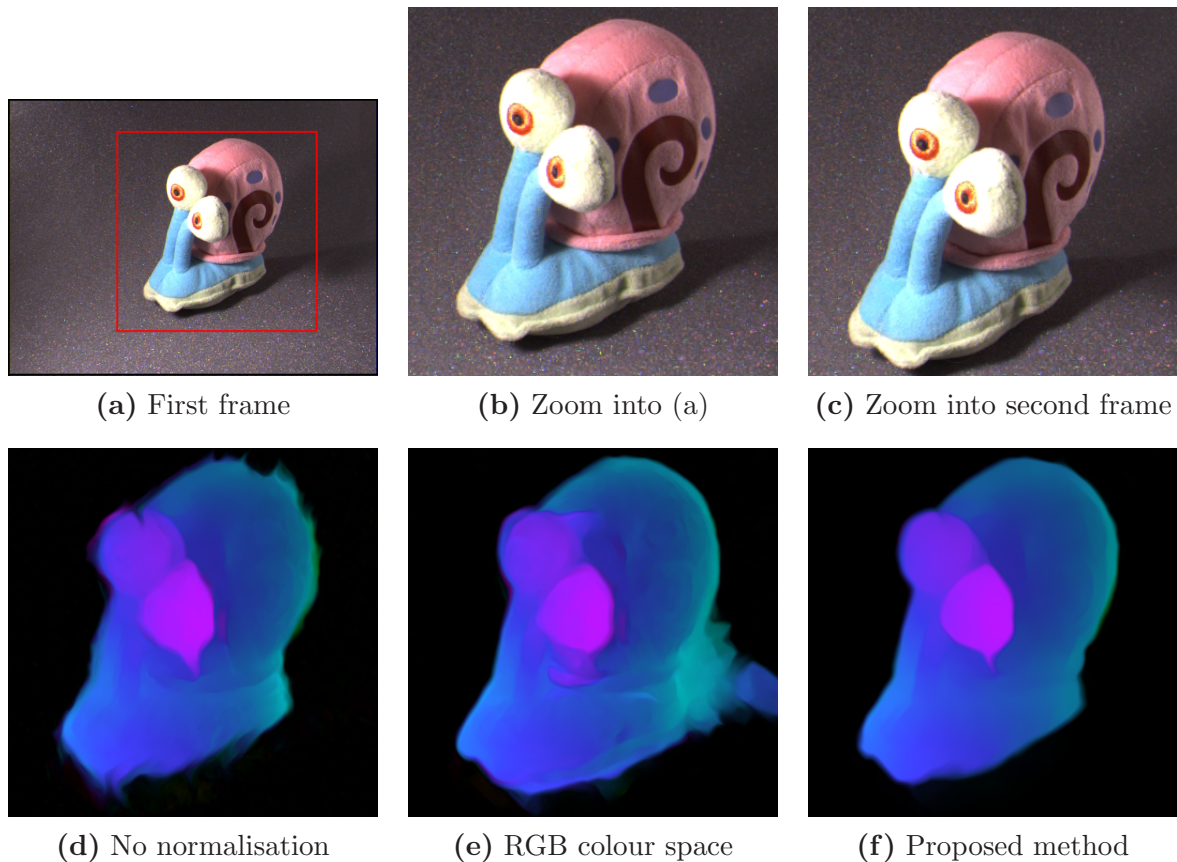 (a) First frame
(b) Zoom into (a)
(c) Zoom into second frame
(d) No normalisation
(e) RGB colour space
(f) Proposed method